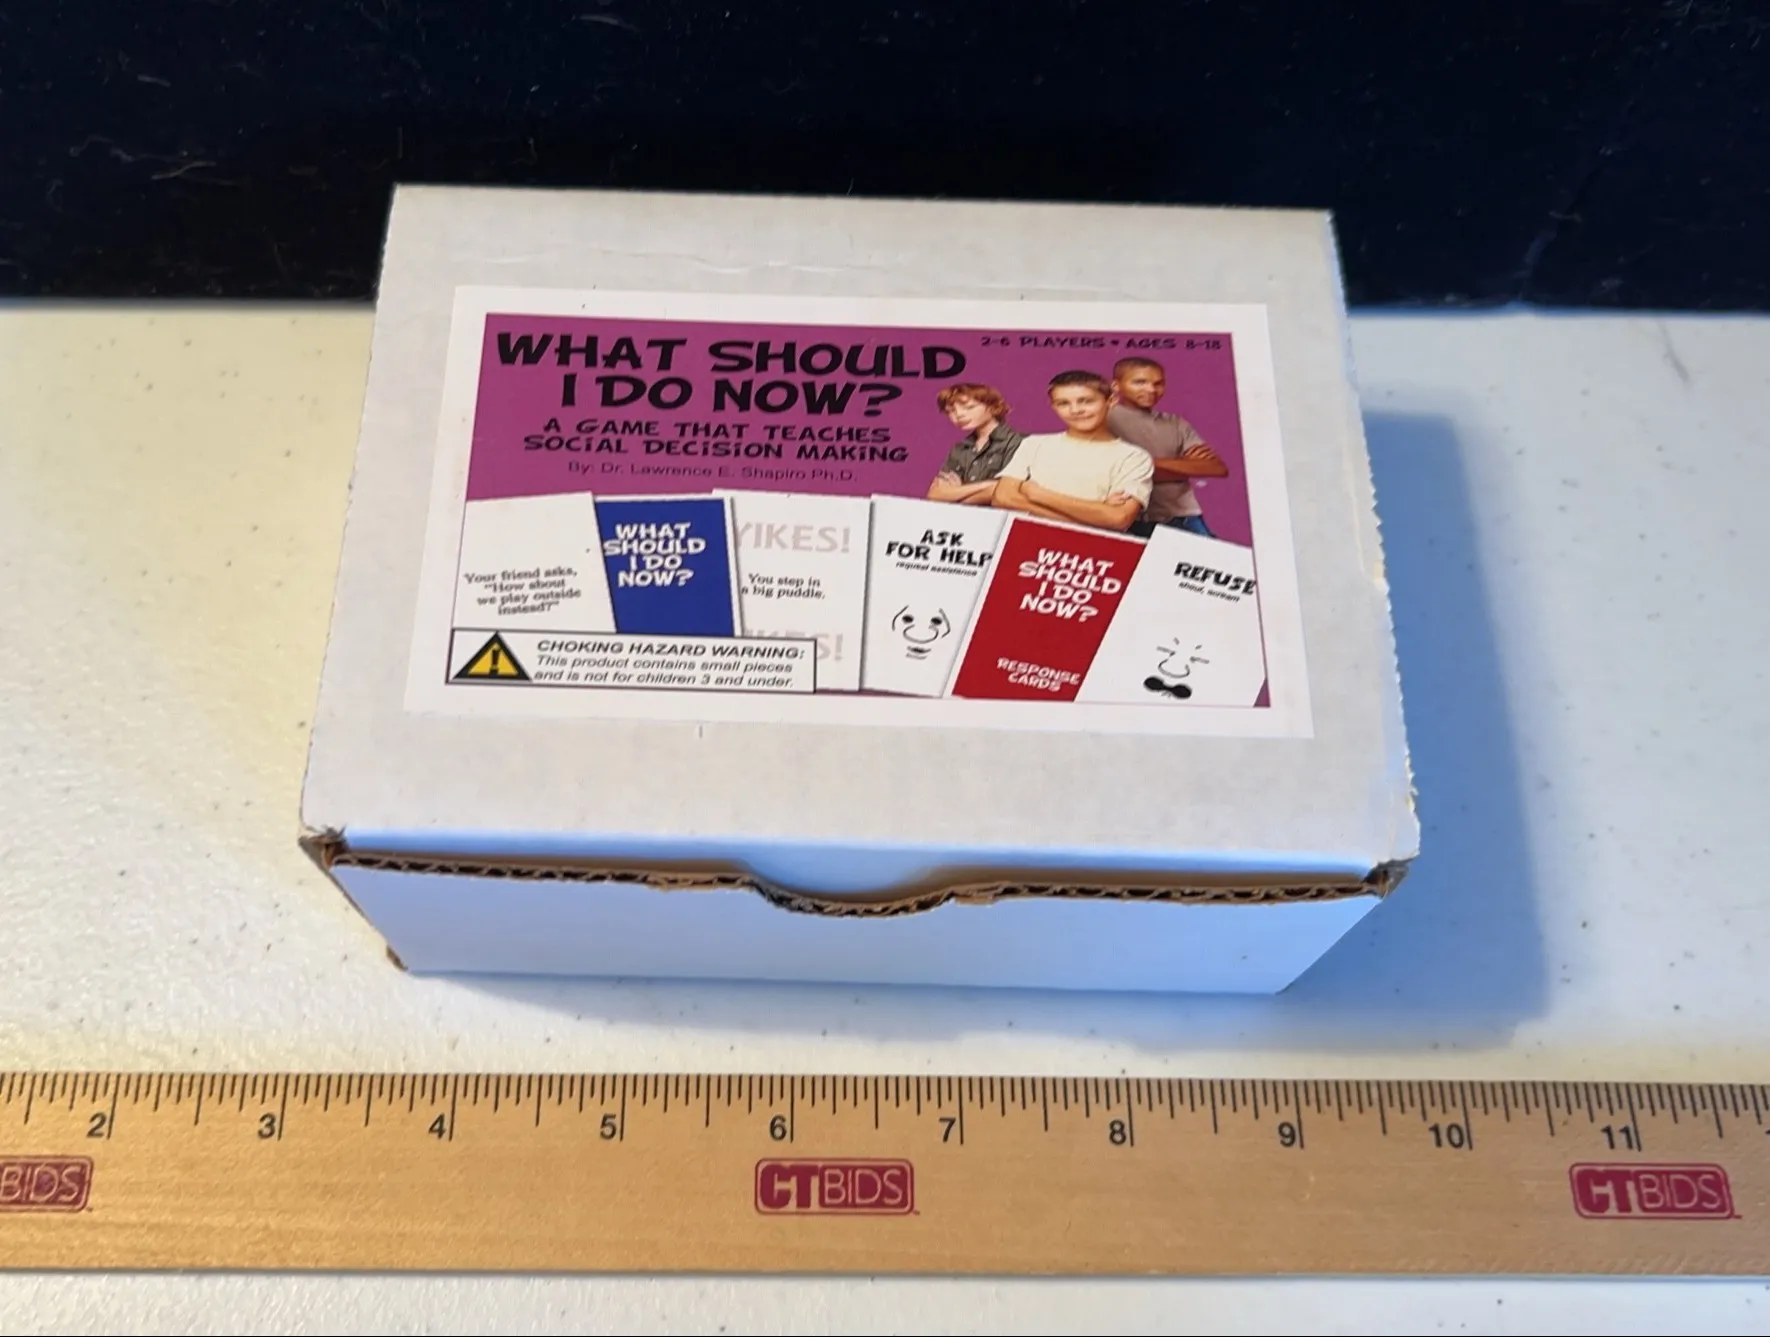 WHAT SHOULD
I DO NOW?
2-6 PLAYERS • AGES 8-18
A GAME THAT TEACHES
SOCIAL DECISION MAKING
By: Dr. Lawrence E. Shapiro Ph.D.
Your friend asks,
"How about
we play outside
instead?"
WHAT
SHOULD
I DO
NOW?
YIKES!
You step in
a big puddle.
ASK
FOR HELP
request assistance
WHAT
SHOULD
I DO
NOW?
RESPONSE
CARDS
REFUSE
shout, scream
CHOKING HAZARD WARNING:
This product contains small pieces
and is not for children 3 and under.
2 3 4 5 6 7 8 9 10 11
BIDS
CTBIDS
CTBIDS